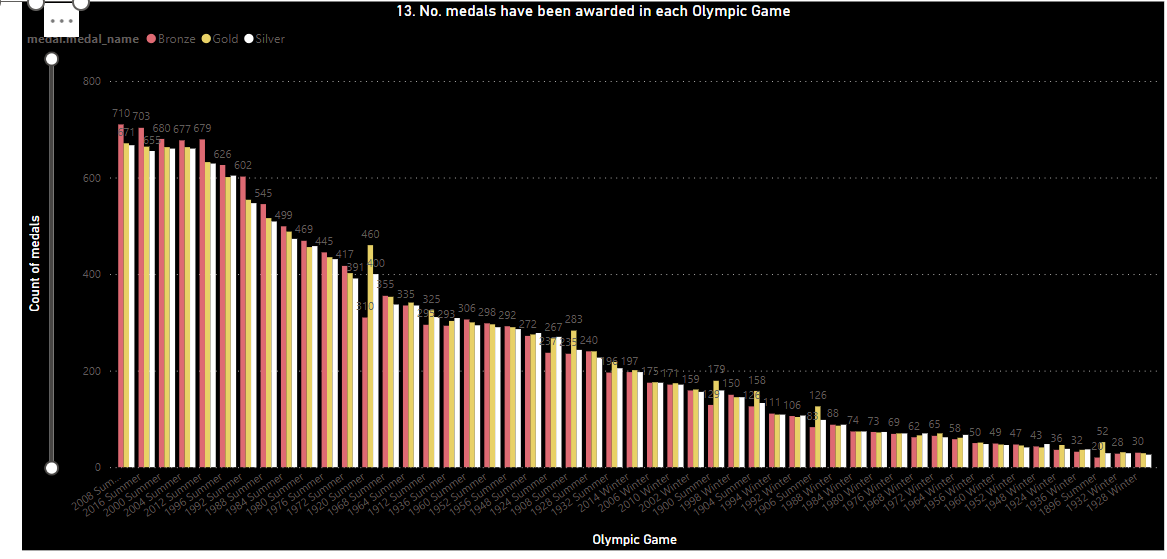 13. No. medals have been awarded in each Olympic Game
medal.medal_name Bronze Gold Silver
800
600
400
200
0
Count of medals
710 703 680 677 679 626 602 545 499 469 445 417 460 355 335 325 293 306 298 292 272 267 283 240 197 175 171 159 179 150 158 111 106 126 88 74 73 69 62 65 58 50 49 47 43 36 32 52 28 30
671 655 391 310 400
2008 Sum... 2016 Summer 2000 Summer 2004 Summer 2012 Summer 1996 Summer 1992 Summer 1988 Summer 1984 Summer 1980 Summer 1976 Summer 1972 Summer 1920 Summer 1968 Summer 1964 Summer 1912 Summer 1936 Summer 1960 Summer 1956 Summer 1952 Summer 1948 Summer 1924 Summer 1908 Summer 1928 Summer 1932 Summer 2014 Winter 2006 Winter 2010 Winter 2002 Winter 1900 Summer 1998 Winter 1904 Summer 1994 Winter 1992 Winter 1906 Summer 1988 Winter 1984 Winter 1980 Winter 1976 Winter 1968 Winter 1972 Winter 1964 Winter 1956 Winter 1960 Winter 1952 Winter 1948 Winter 1924 Winter 1936 Winter 1896 Summer 1932 Winter 1928 Winter
Olympic Game